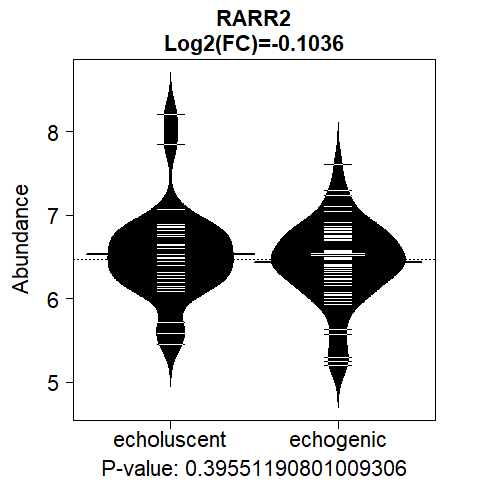 RARR2
Log2(FC)=-0.1036
Abundance
8
7
6
5
echoluscent echogenic
P-value: 0.39551190801009306